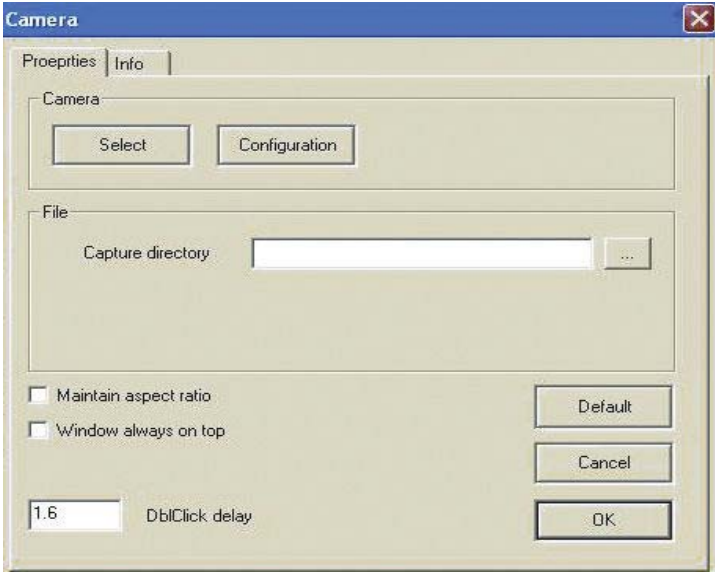 Camera
Proeprties Info
Camera
Select Configuration
File
Capture directory ...
Maintain aspect ratio
Default
Window always on top
Cancel
1.6 DblClick delay
OK